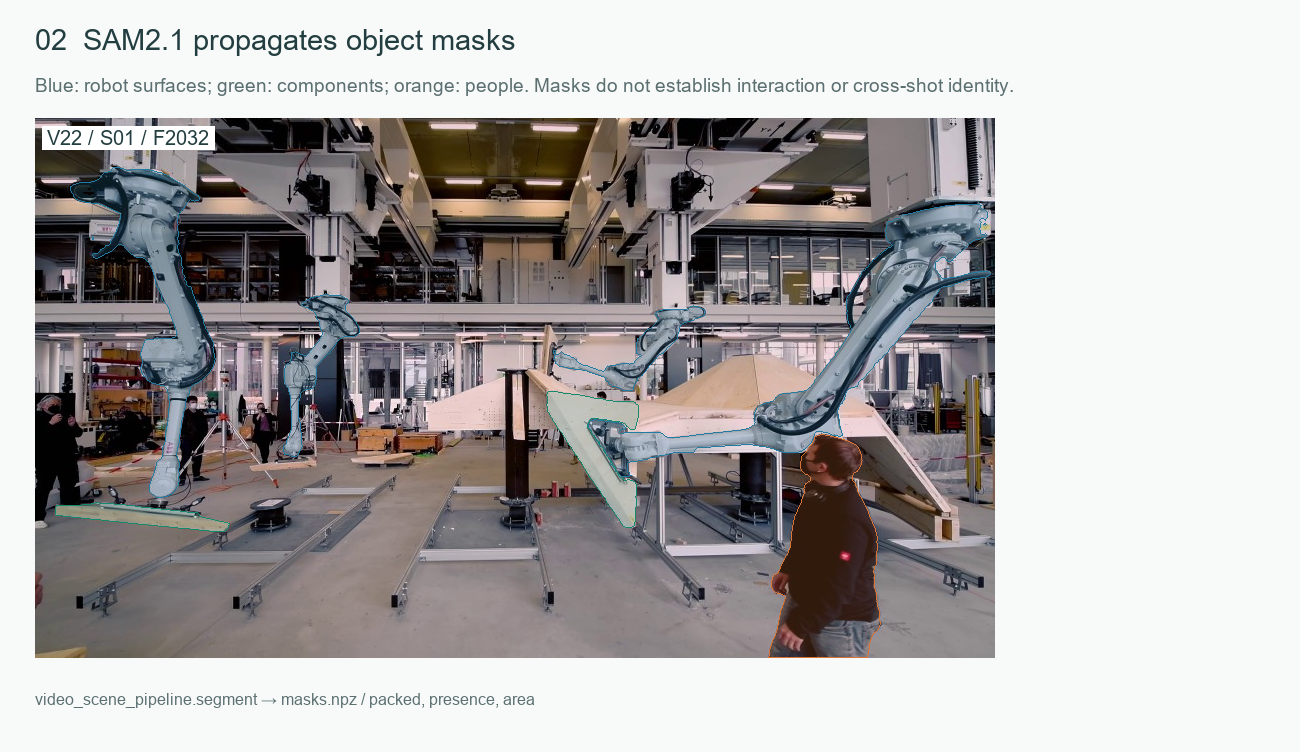 02 SAM2.1 propagates object masks
Blue: robot surfaces; green: components; orange: people. Masks do not establish interaction or cross-shot identity.
V22 / S01 / F2032
video_scene_pipeline.segment → masks.npz / packed, presence, area